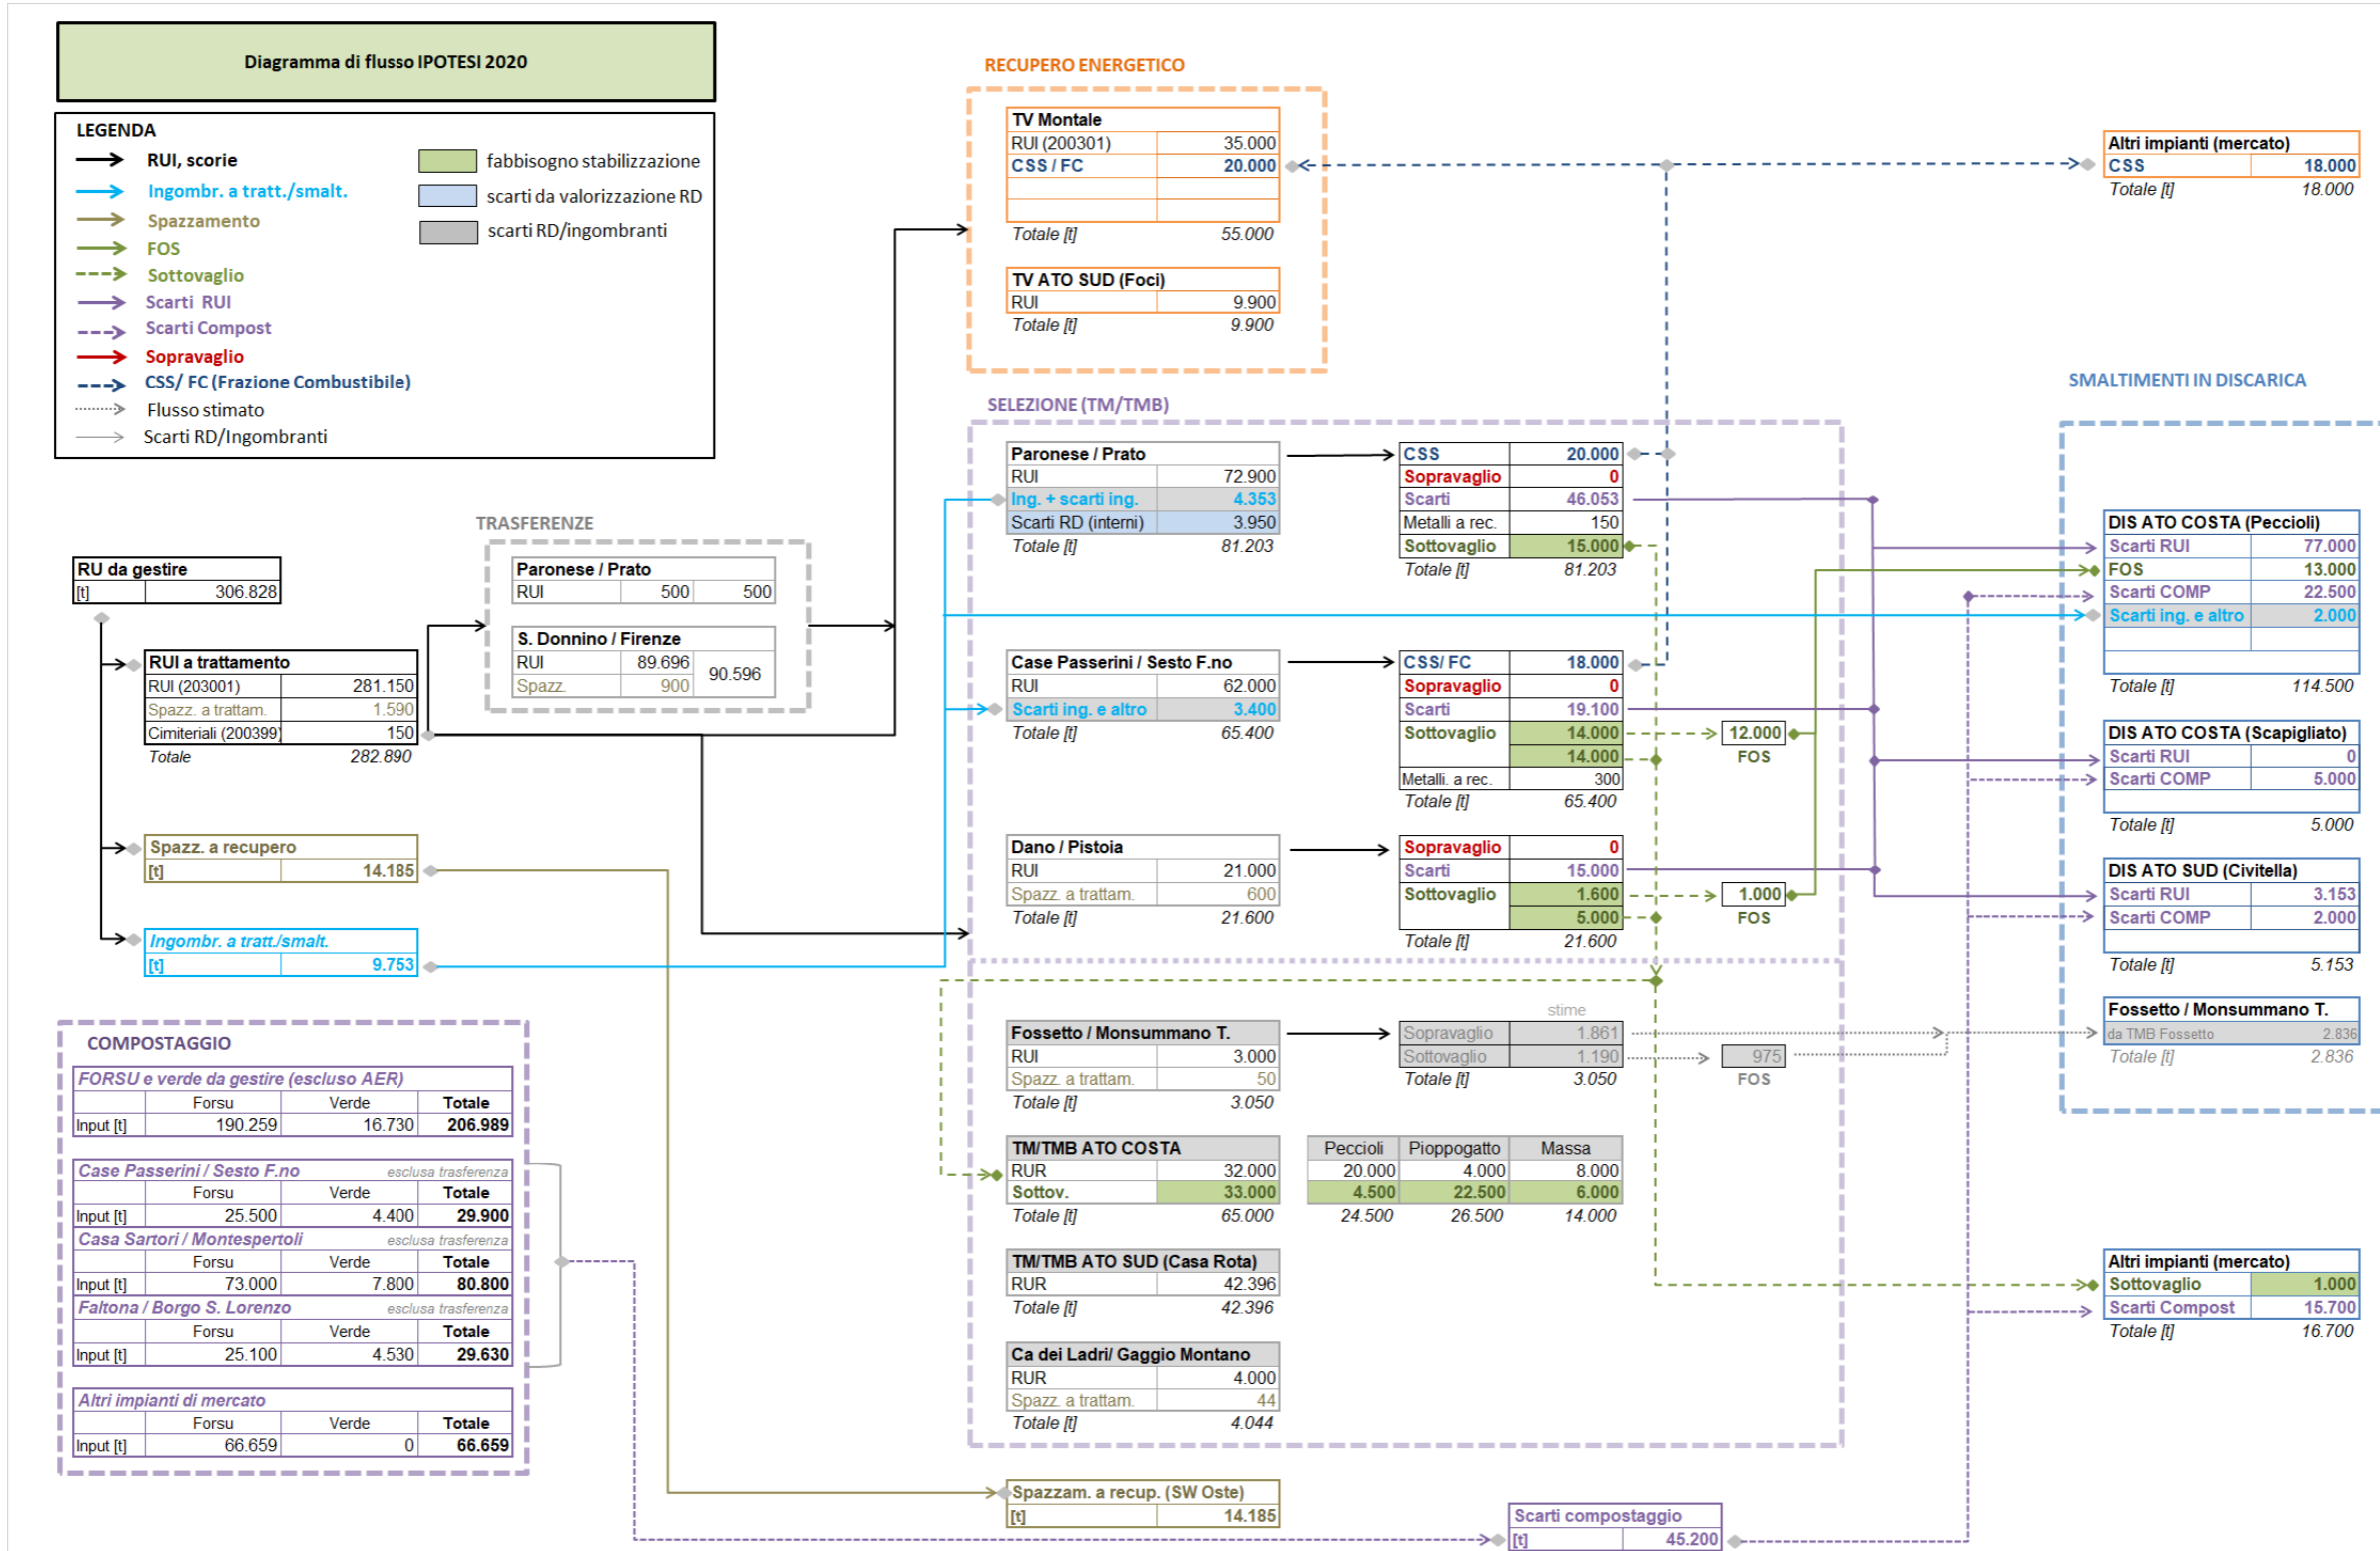 Diagramma di flusso IPOTESI 2020
LEGENDA
RUI, scorie
Ingombr. a tratt./smalt.
Spazzamento
FOS
Sottovaglio
Scarti RUI
Scarti Compost
Sopravaglio
CSS/ FC (Frazione Combustibile)
Flusso stimato
Scarti RD/Ingombranti
fabbisogno stabilizzazione
scarti da valorizzazione RD
scarti RD/ingombranti
RU da gestire
[t] 306.828
RUI a trattamento
RUI (203001) 281.150
Spazz. a trattam. 1.590
Cimiteriali (200399) 150
Totale 282.890
Spazz. a recupero
[t] 14.185
Ingombr. a tratt./smalt.
[t] 9.753
TRASFERENZE
Paronese / Prato
RUI 500 500
S. Donnino / Firenze
RUI 89.696 90.596
Spazz. 900
COMPOSTAGGIO
FORSU e verde da gestire (escluso AER)
Forsu Verde Totale
Input [t] 190.259 16.730 206.989
Case Passerini / Sesto F.no esclusa trasferenza
Forsu Verde Totale
Input [t] 25.500 4.400 29.900
Casa Sartori / Montespertoli esclusa trasferenza
Forsu Verde Totale
Input [t] 73.000 7.800 80.800
Faltona / Borgo S. Lorenzo esclusa trasferenza
Forsu Verde Totale
Input [t] 25.100 4.530 29.630
Altri impianti di mercato
Forsu Verde Totale
Input [t] 66.659 0 66.659
RECUPERO ENERGETICO
TV Montale
RUI (200301) 35.000
CSS / FC 20.000
Totale [t] 55.000
TV ATO SUD (Foci)
RUI 9.900
Totale [t] 9.900
SELEZIONE (TM/TMB)
Paronese / Prato
RUI 72.900
Ing. + scarti ing. 4.353
Scarti RD (interni) 3.950
Totale [t] 81.203
CSS 20.000
Sopravaglio 0
Scarti 46.053
Metalli a rec. 150
Sottovaglio 15.000
Totale [t] 81.203
Case Passerini / Sesto F.no
RUI 62.000
Scarti ing. e altro 3.400
Totale [t] 65.400
CSS/ FC 18.000
Sopravaglio 0
Scarti 19.100
Sottovaglio 14.000
14.000
Metalli. a rec. 300
Totale [t] 65.400
12.000
FOS
Dano / Pistoia
RUI 21.000
Spazz. a trattam. 600
Totale [t] 21.600
Sopravaglio 0
Scarti 15.000
Sottovaglio 1.600
5.000
Totale [t] 21.600
1.000
FOS
Fossetto / Monsummano T.
RUI 3.000
Spazz. a trattam. 50
Totale [t] 3.050
stime
Sopravaglio 1.861
Sottovaglio 1.190
Totale [t] 3.050
975
FOS
TM/TMB ATO COSTA
RUR 32.000
Sottov. 33.000
Totale [t] 65.000
Peccioli Pioppogatto Massa
20.000 4.000 8.000
4.500 22.500 6.000
24.500 26.500 14.000
TM/TMB ATO SUD (Casa Rota)
RUR 42.396
Totale [t] 42.396
Ca dei Ladri/ Gaggio Montano
RUR 4.000
Spazz. a trattam. 44
Totale [t] 4.044
Spazzam. a recup. (SW Oste)
[t] 14.185
Scarti compostaggio
[t] 45.200
Altri impianti (mercato)
CSS 18.000
Totale [t] 18.000
SMALTIMENTI IN DISCARICA
DIS ATO COSTA (Peccioli)
Scarti RUI 77.000
FOS 13.000
Scarti COMP 22.500
Scarti ing. e altro 2.000
Totale [t] 114.500
DIS ATO COSTA (Scapigliato)
Scarti RUI 0
Scarti COMP 5.000
Totale [t] 5.000
DIS ATO SUD (Civitella)
Scarti RUI 3.153
Scarti COMP 2.000
Totale [t] 5.153
Fossetto / Monsummano T.
da TMB Fossetto 2.836
Totale [t] 2.836
Altri impianti (mercato)
Sottovaglio 1.000
Scarti Compost 15.700
Totale [t] 16.700